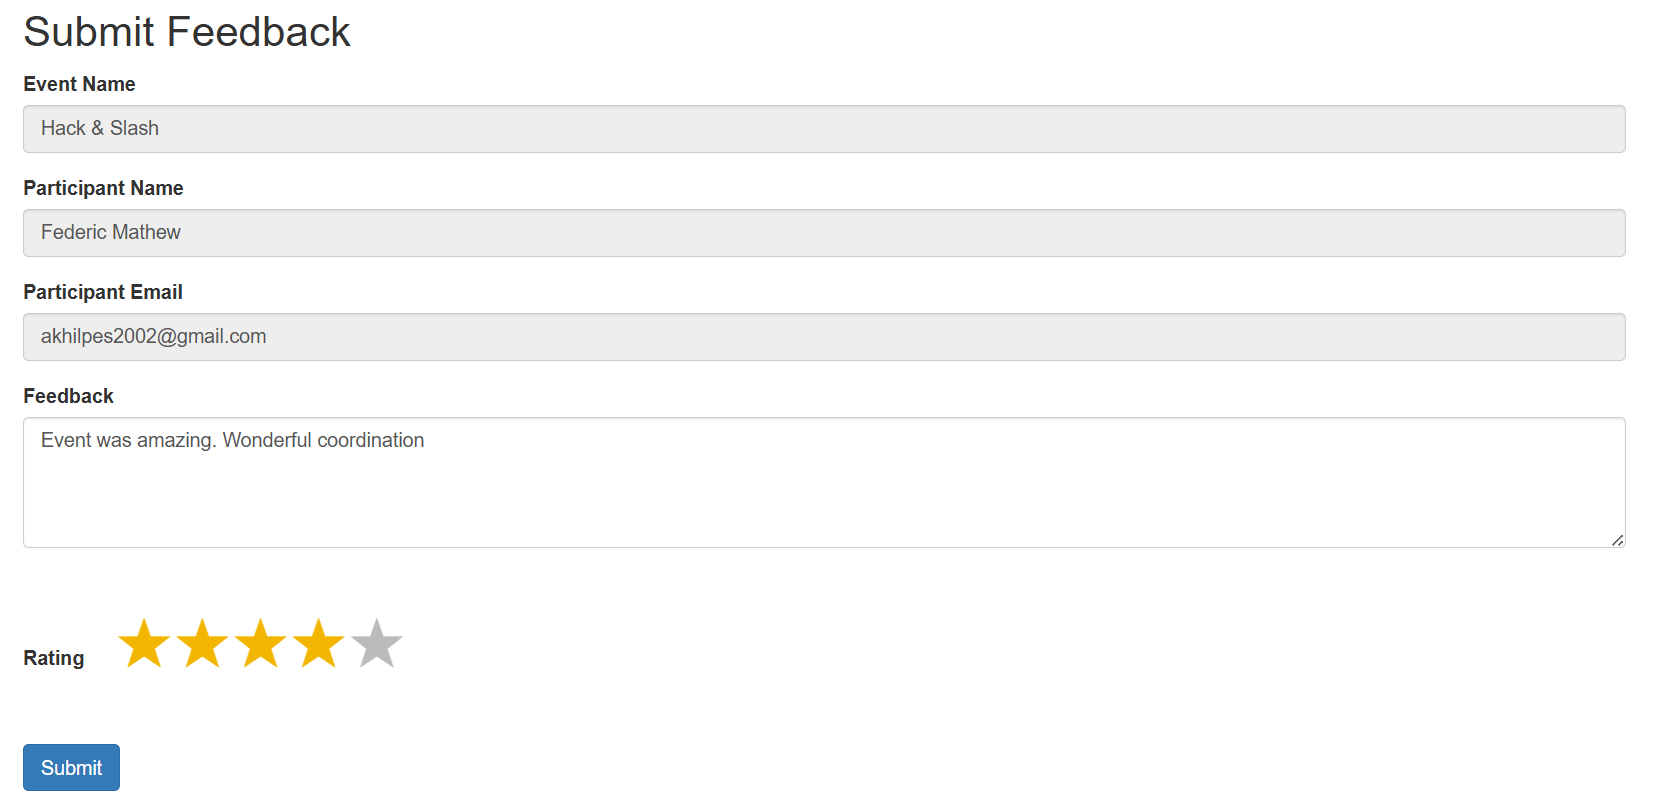 Submit Feedback
Event Name
Hack & Slash
Participant Name
Federic Mathew
Participant Email
akhilpes2002@gmail.com
Feedback
Event was amazing. Wonderful coordination
Rating
Submit